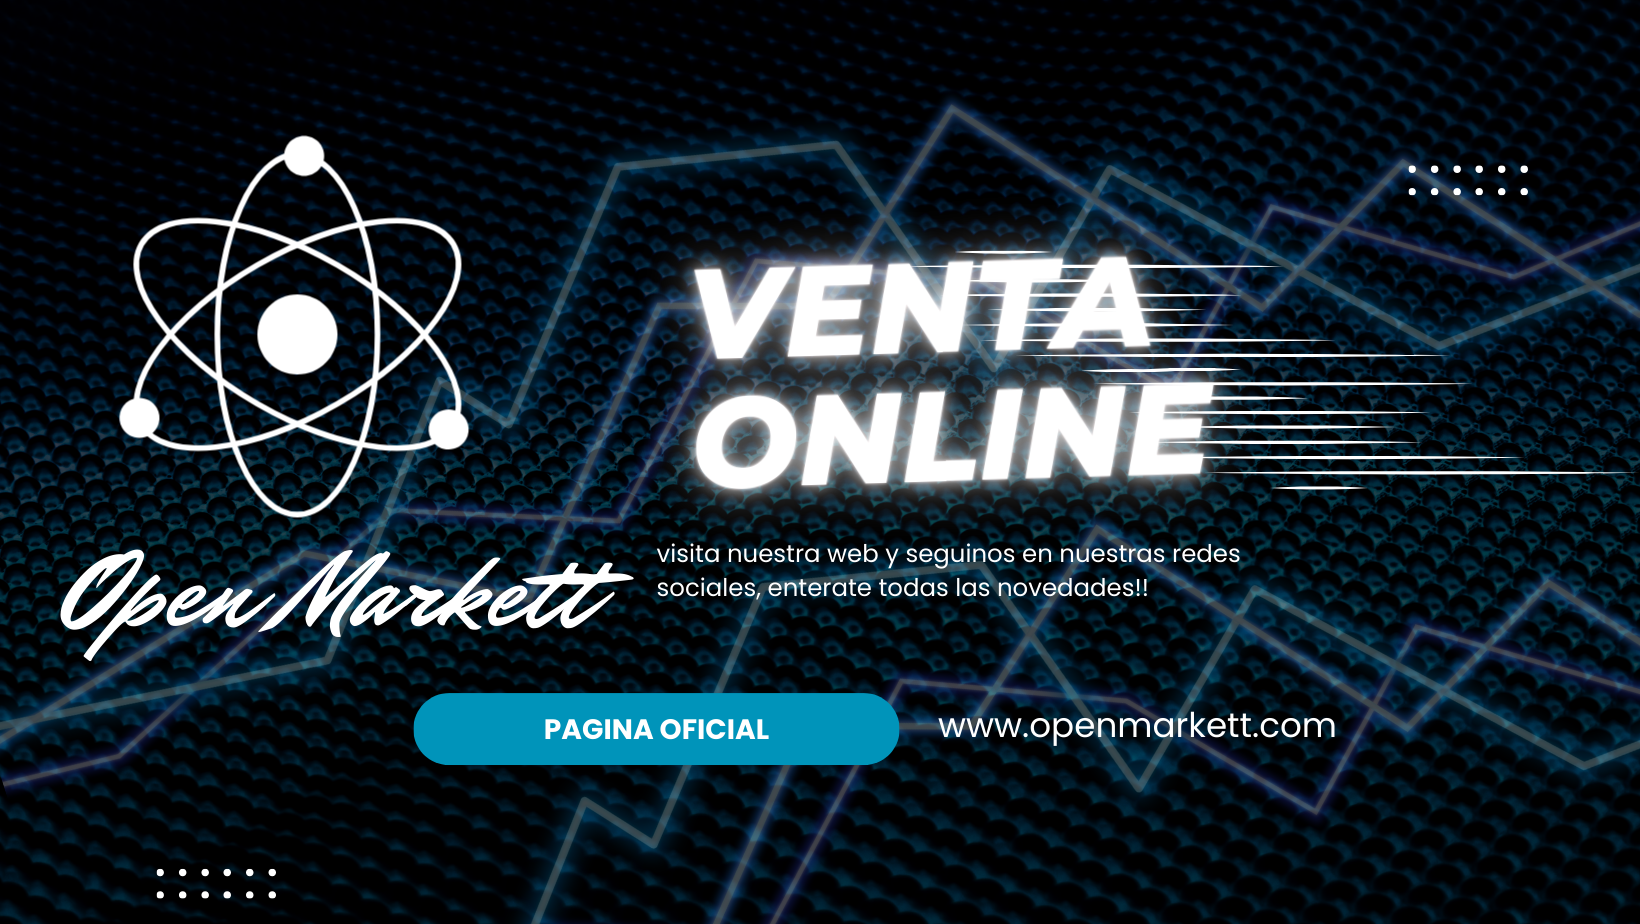 VENTA
ONLINE
Open Markett
visita nuestra web y seguinos en nuestras redes
sociales, enterate todas las novedades!!
PAGINA OFICIAL
www.openmarkett.com